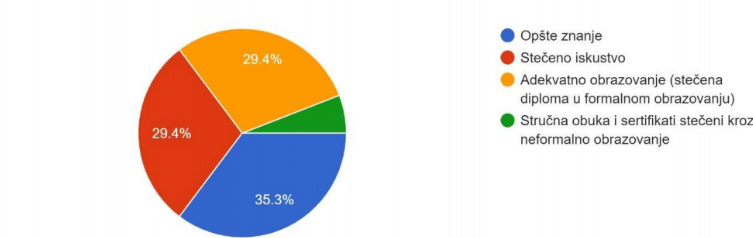 29.4%
29.4%
35.3%
Opšte znanje
Stečeno iskustvo
Adekvatno obrazovanje (stečena
diploma u formalnom obrazovanju)
Stručna obuka i sertifikati stečeni kroz
neformalno obrazovanje